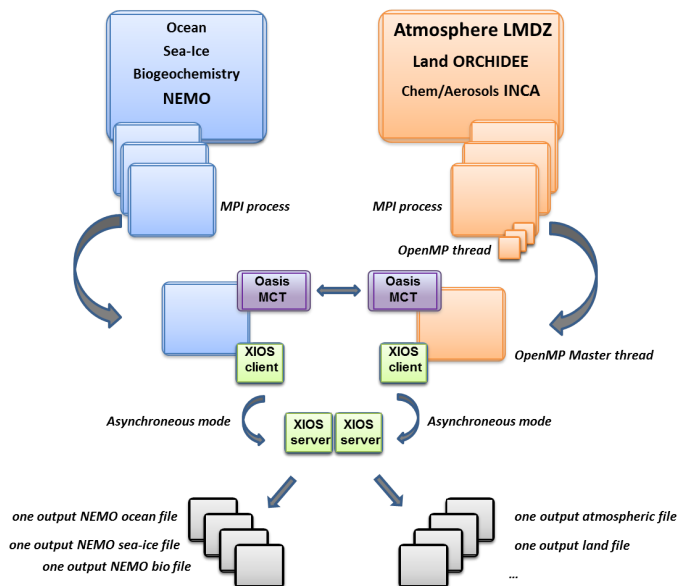 Ocean
Sea-Ice
Biogeochemistry
NEMO
Atmosphere LMDZ
Land ORCHIDEE
Chem/Aerosols INCA
MPI process
MPI process
OpenMP thread
Oasis
MCT
Oasis
MCT
XIOS
client
XIOS
client
OpenMP Master thread
Asynchroneous mode
XIOS
server
XIOS
server
Asynchroneous mode
one output NEMO ocean file
one output NEMO sea-ice file
one output NEMO bio file
one output atmospheric file
one output land file
...